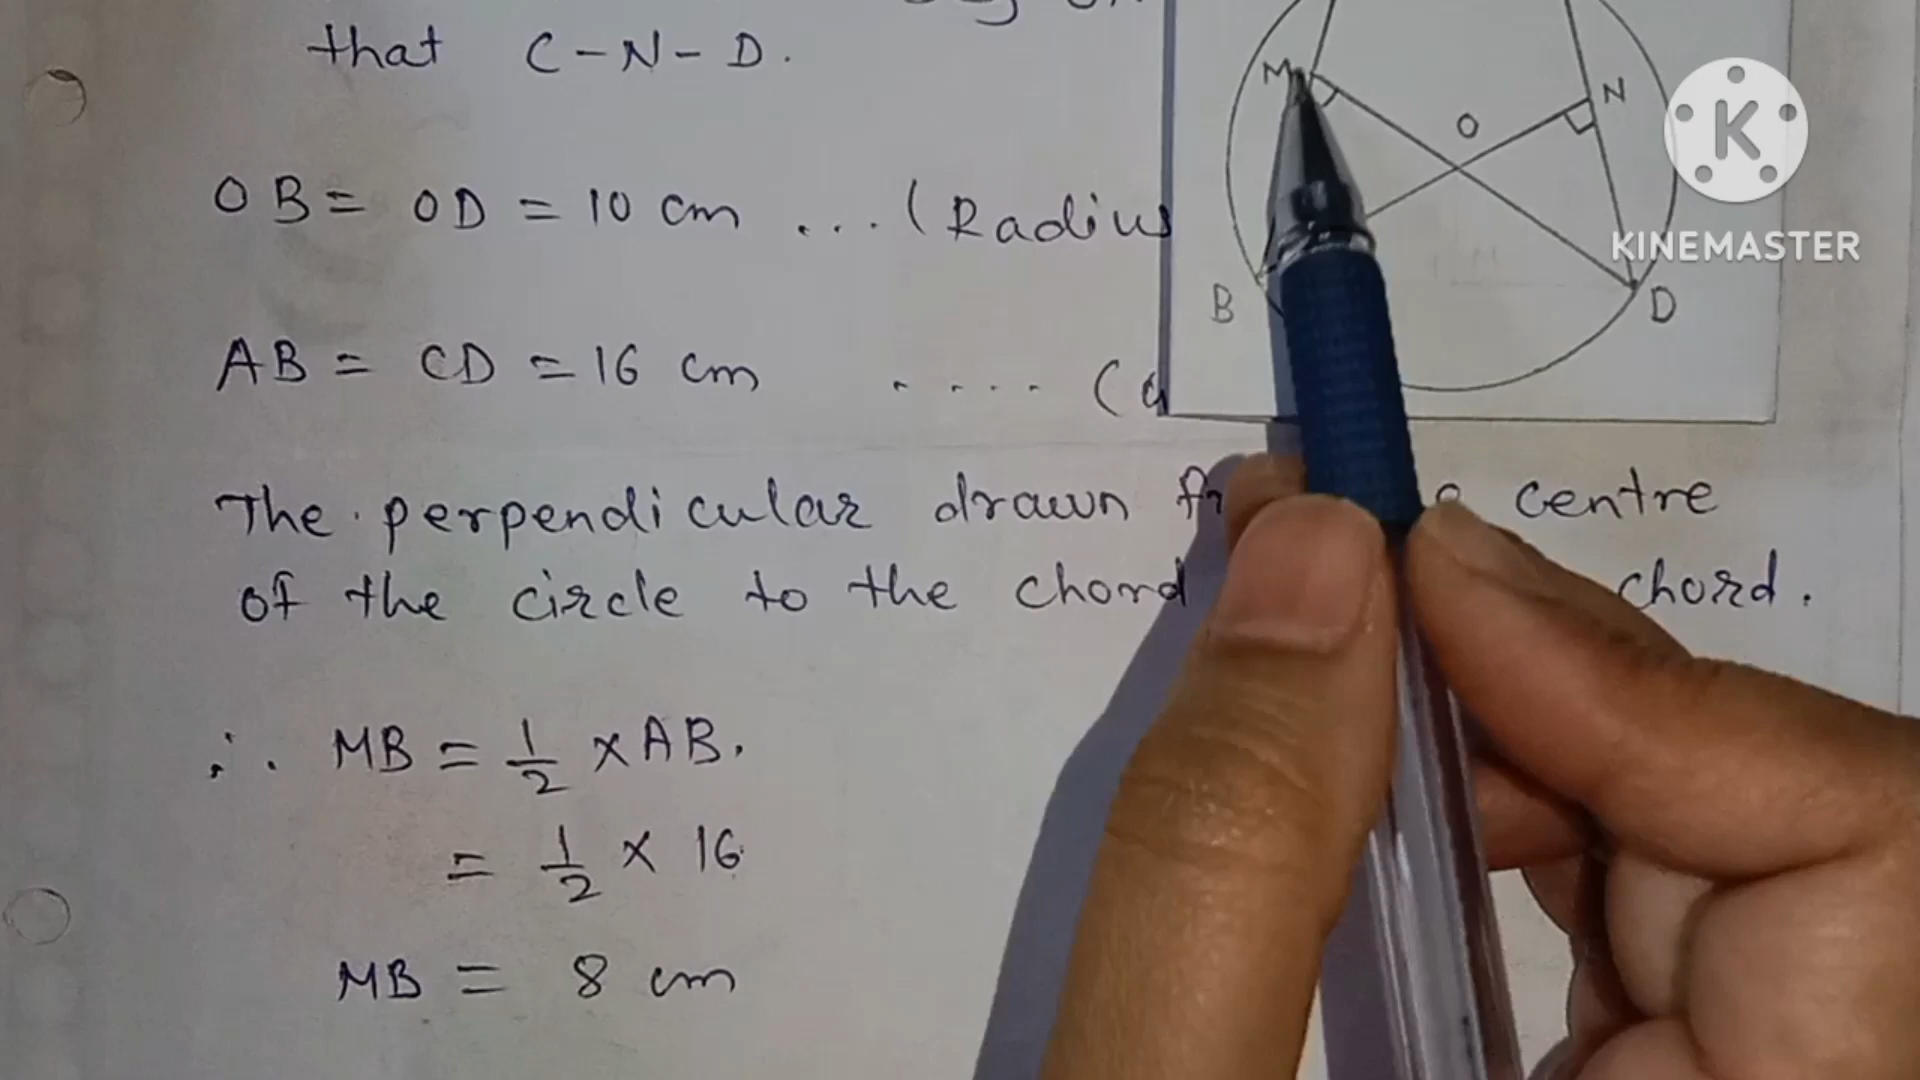 that C - N - D.
OB = OD = 10 cm ... (Radius
AB = CD = 16 cm .... (
The perpendicular drawn centre
of the circle to the chord chord.
∴ MB = 1/2 × AB.
= 1/2 × 16
MB = 8 cm
M
N
O
B
D
K
KINEMASTER